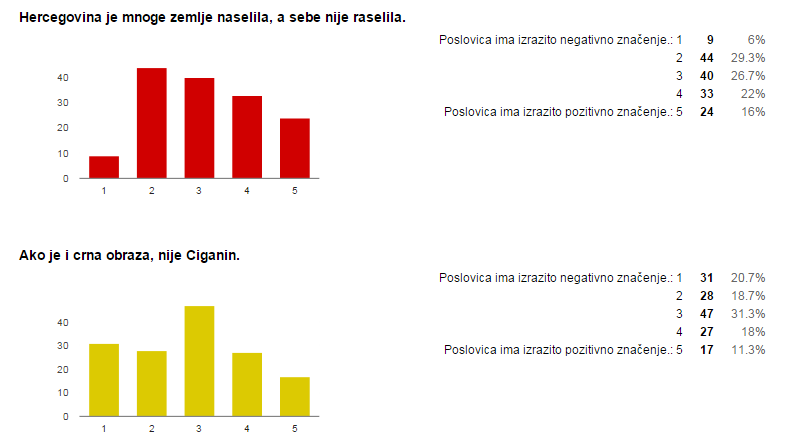 Hercegovina je mnoge zemlje naselila, a sebe nije raselila.
Poslovica ima izrazito negativno značenje.: 1 9 6%
2 44 29.3%
3 40 26.7%
4 33 22%
Poslovica ima izrazito pozitivno značenje.: 5 24 16%
40
30
20
10
0
1 2 3 4 5
Ako je i crna obraza, nije Ciganin.
Poslovica ima izrazito negativno značenje.: 1 31 20.7%
2 28 18.7%
3 47 31.3%
4 27 18%
Poslovica ima izrazito pozitivno značenje.: 5 17 11.3%
40
30
20
10
0
1 2 3 4 5